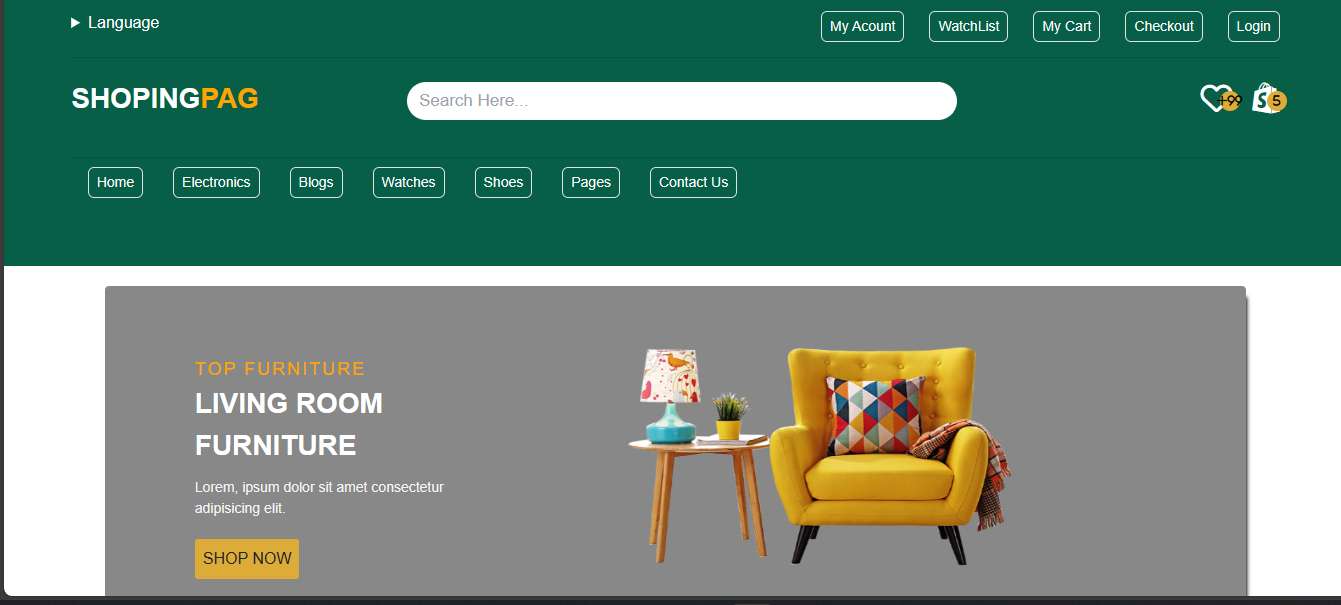 Language
My Acount
WatchList
My Cart
Checkout
Login
SHOPINGPAG
Search Here...
+99
5
Home
Electronics
Blogs
Watches
Shoes
Pages
Contact Us
TOP FURNITURE
LIVING ROOM
FURNITURE
Lorem, ipsum dolor sit amet consectetur
adipisicing elit.
SHOP NOW